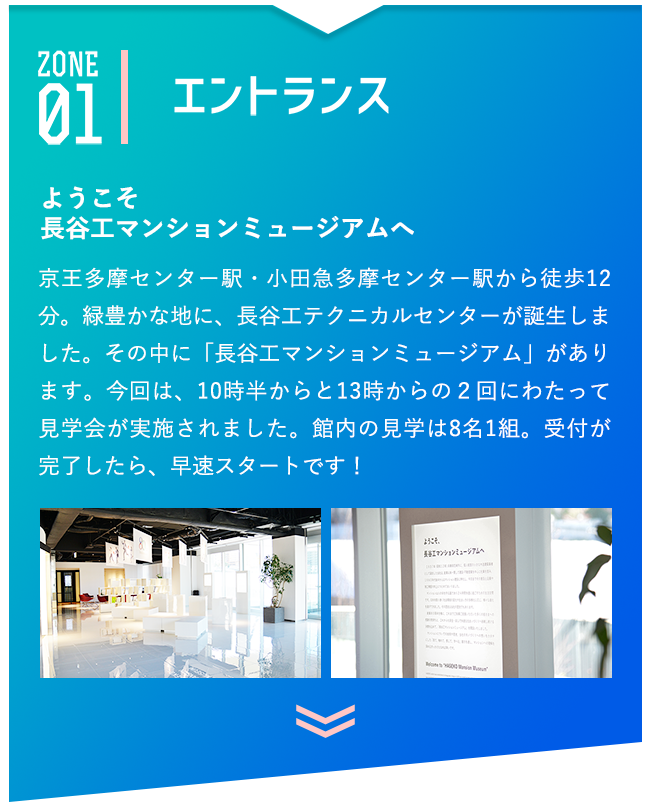 ZONE
01
エントランス
ようこそ
長谷工マンションミュージアムへ
京王多摩センター駅・小田急多摩センター駅から徒歩12
分。緑豊かな地に、長谷工テクニカルセンターが誕生しま
した。その中に「長谷工マンションミュージアム」があり
ます。今回は、10時半からと13時からの２回にわたって
見学会が実施されました。館内の見学は8名1組。受付が
完了したら、早速スタートです！
ようこそ、
長谷工マンションミュージアムへ
Welcome to "HASEKO Mansion Museum"